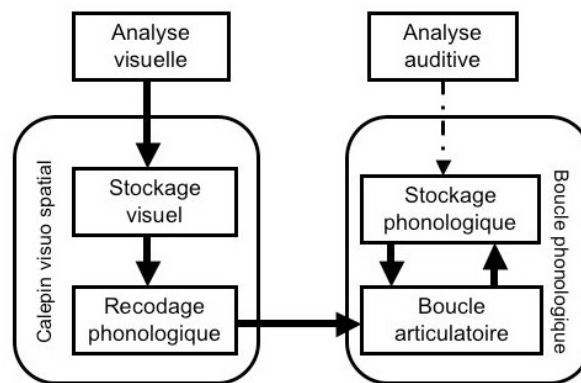 Analyse
visuelle
Analyse
auditive
Calepin visuo spatial
Stockage
visuel
Recodage
phonologique
Stockage
phonologique
Boucle
articulatoire
Boucle phonologique